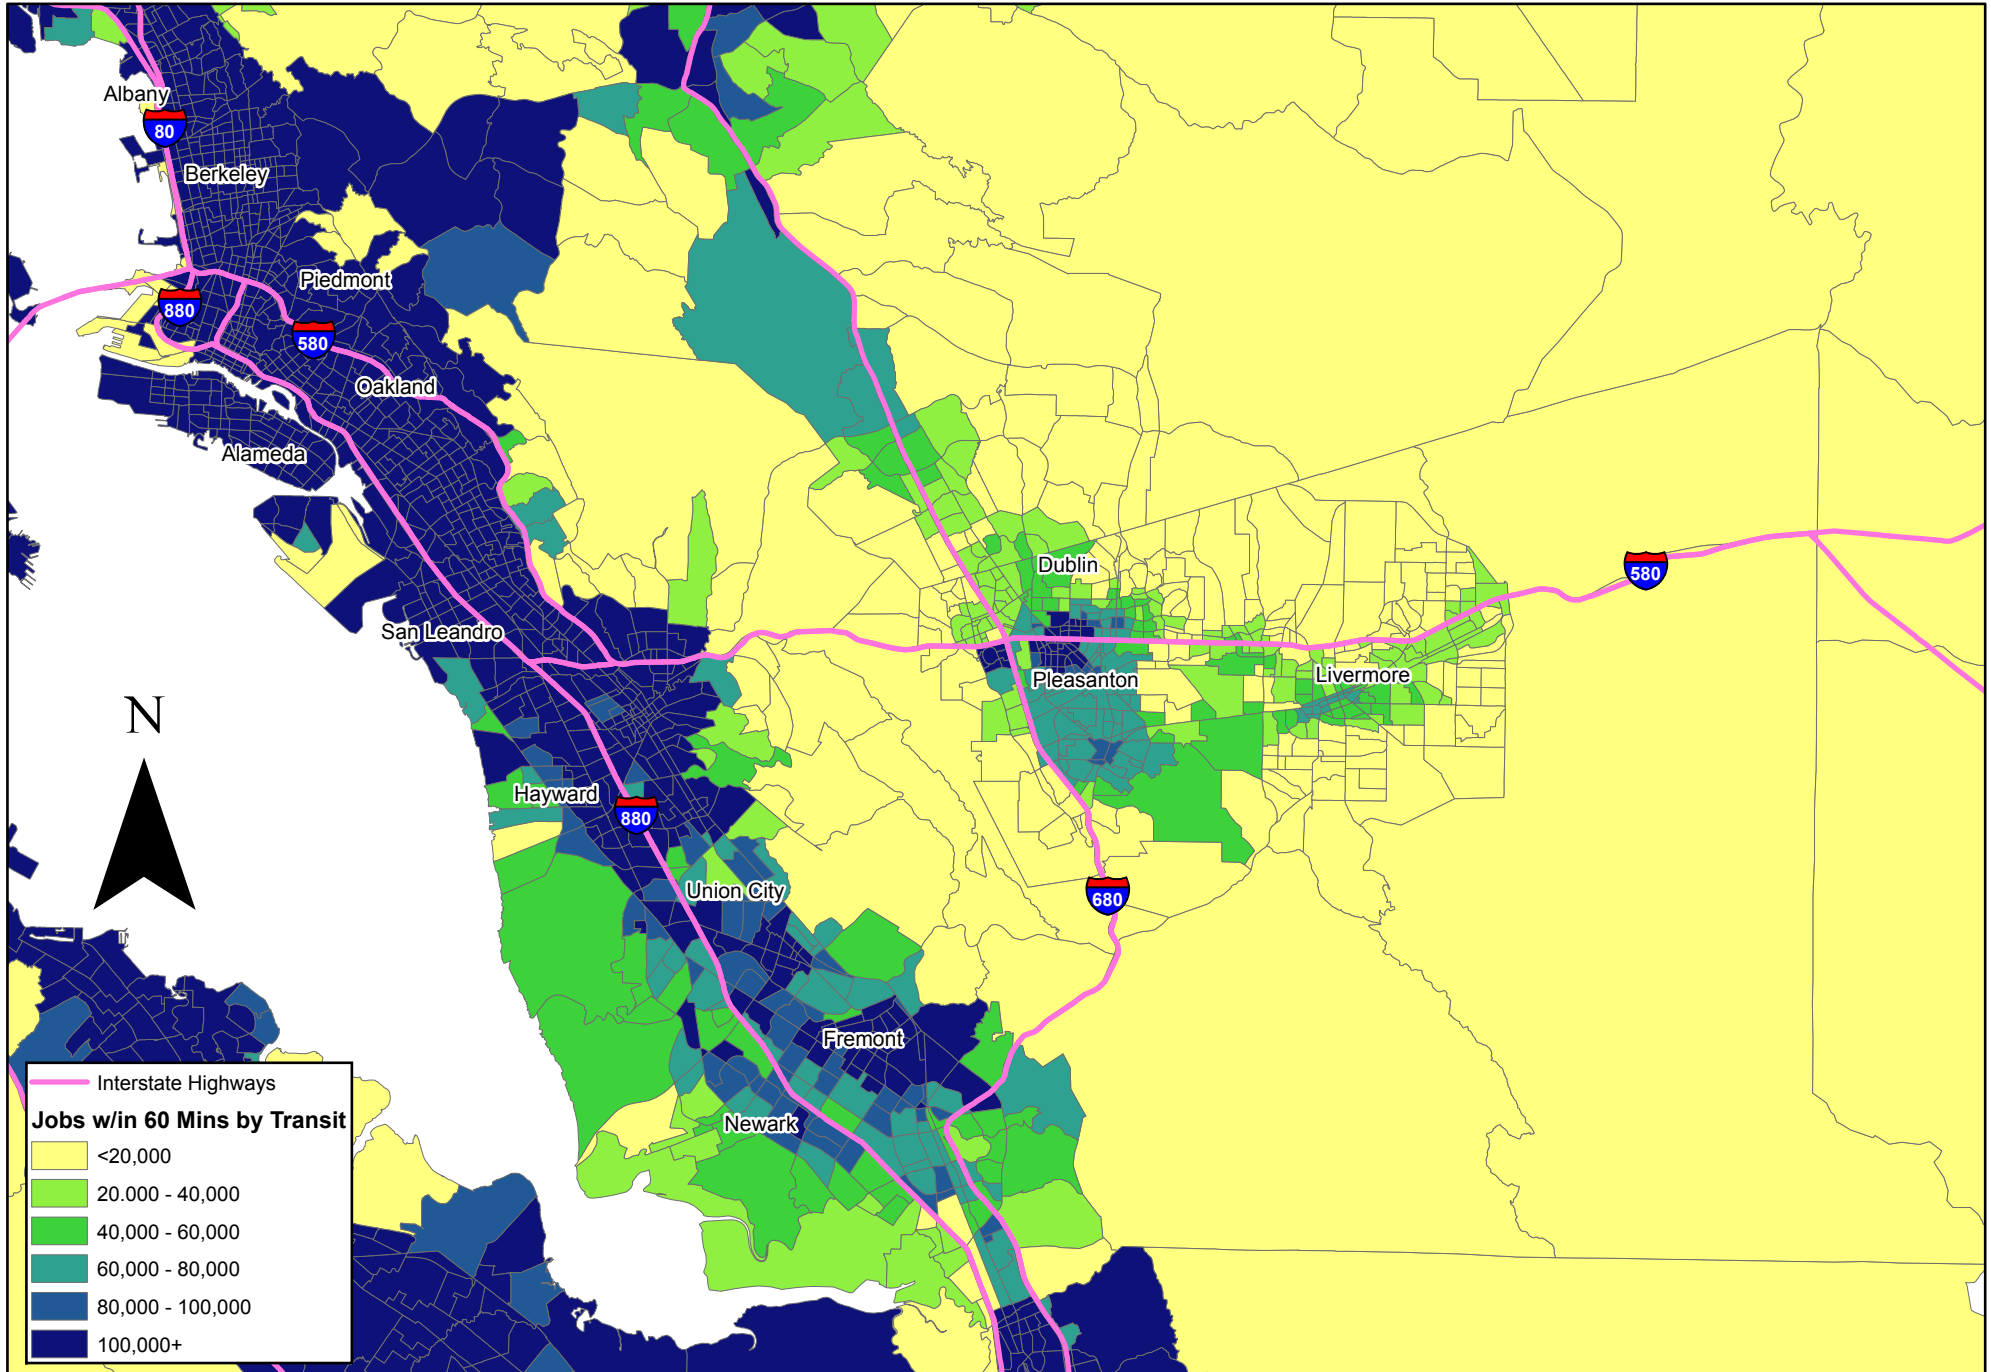 Albany
80
Berkeley
Piedmont
880
580
Oakland
Alameda
Dublin
580
San Leandro
Pleasanton
Livermore
N
Hayward
880
Union City
680
Fremont
Newark
Interstate Highways
Jobs w/in 60 Mins by Transit
<20,000
20.000 - 40,000
40,000 - 60,000
60,000 - 80,000
80,000 - 100,000
100,000+